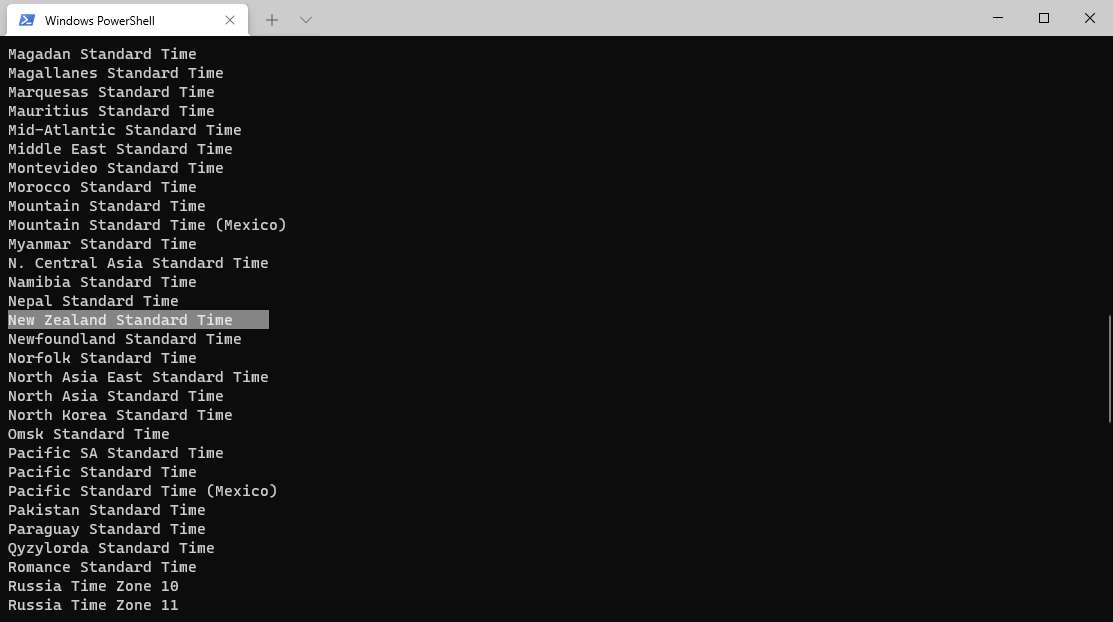 Windows PowerShell
Magadan Standard Time
Magallanes Standard Time
Marquesas Standard Time
Mauritius Standard Time
Mid-Atlantic Standard Time
Middle East Standard Time
Montevideo Standard Time
Morocco Standard Time
Mountain Standard Time
Mountain Standard Time (Mexico)
Myanmar Standard Time
N. Central Asia Standard Time
Namibia Standard Time
Nepal Standard Time
New Zealand Standard Time
Newfoundland Standard Time
Norfolk Standard Time
North Asia East Standard Time
North Asia Standard Time
North Korea Standard Time
Omsk Standard Time
Pacific SA Standard Time
Pacific Standard Time
Pacific Standard Time (Mexico)
Pakistan Standard Time
Paraguay Standard Time
Qyzylorda Standard Time
Romance Standard Time
Russia Time Zone 10
Russia Time Zone 11